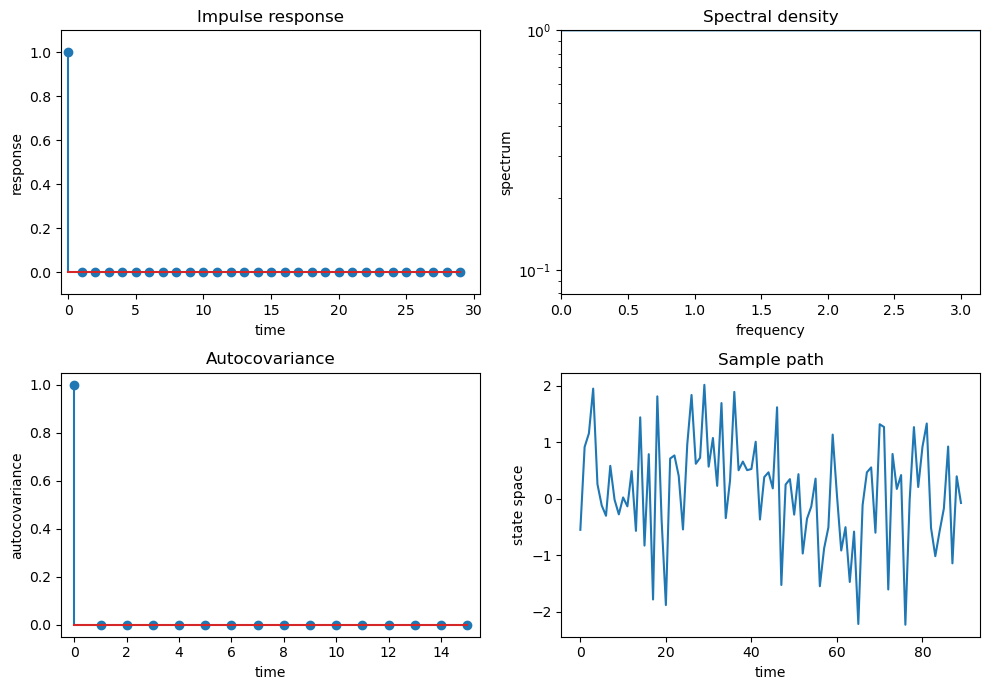 Impulse response
1.0
0.8
0.6
0.4
0.2
0.0
response
0 5 10 15 20 25 30
time
Spectral density
10⁰
10⁻¹
spectrum
0.0 0.5 1.0 1.5 2.0 2.5 3.0
frequency
Autocovariance
1.0
0.8
0.6
0.4
0.2
0.0
autocovariance
0 2 4 6 8 10 12 14
time
Sample path
2
1
0
−1
−2
state space
0 20 40 60 80
time